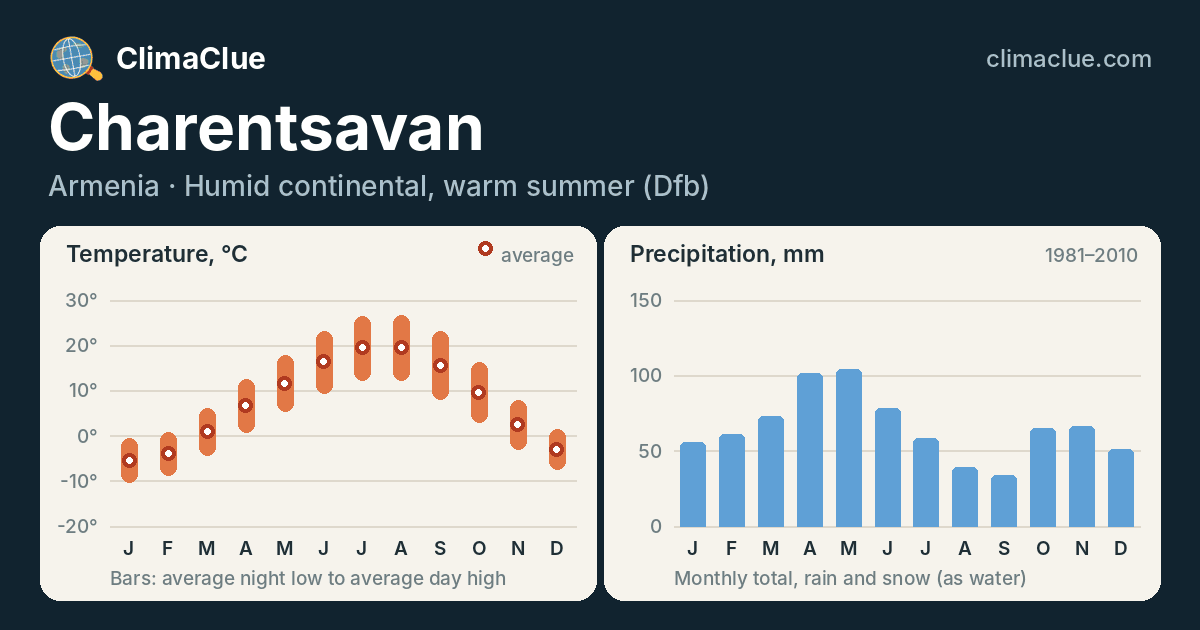 ClimaClue
climaclue.com
Charentsavan
Armenia · Humid continental, warm summer (Dfb)
Temperature, °C
average
30°
20°
10°
0°
-10°
-20°
J F M A M J J A S O N D
Bars: average night low to average day high
Precipitation, mm
1981–2010
150
100
50
0
J F M A M J J A S O N D
Monthly total, rain and snow (as water)